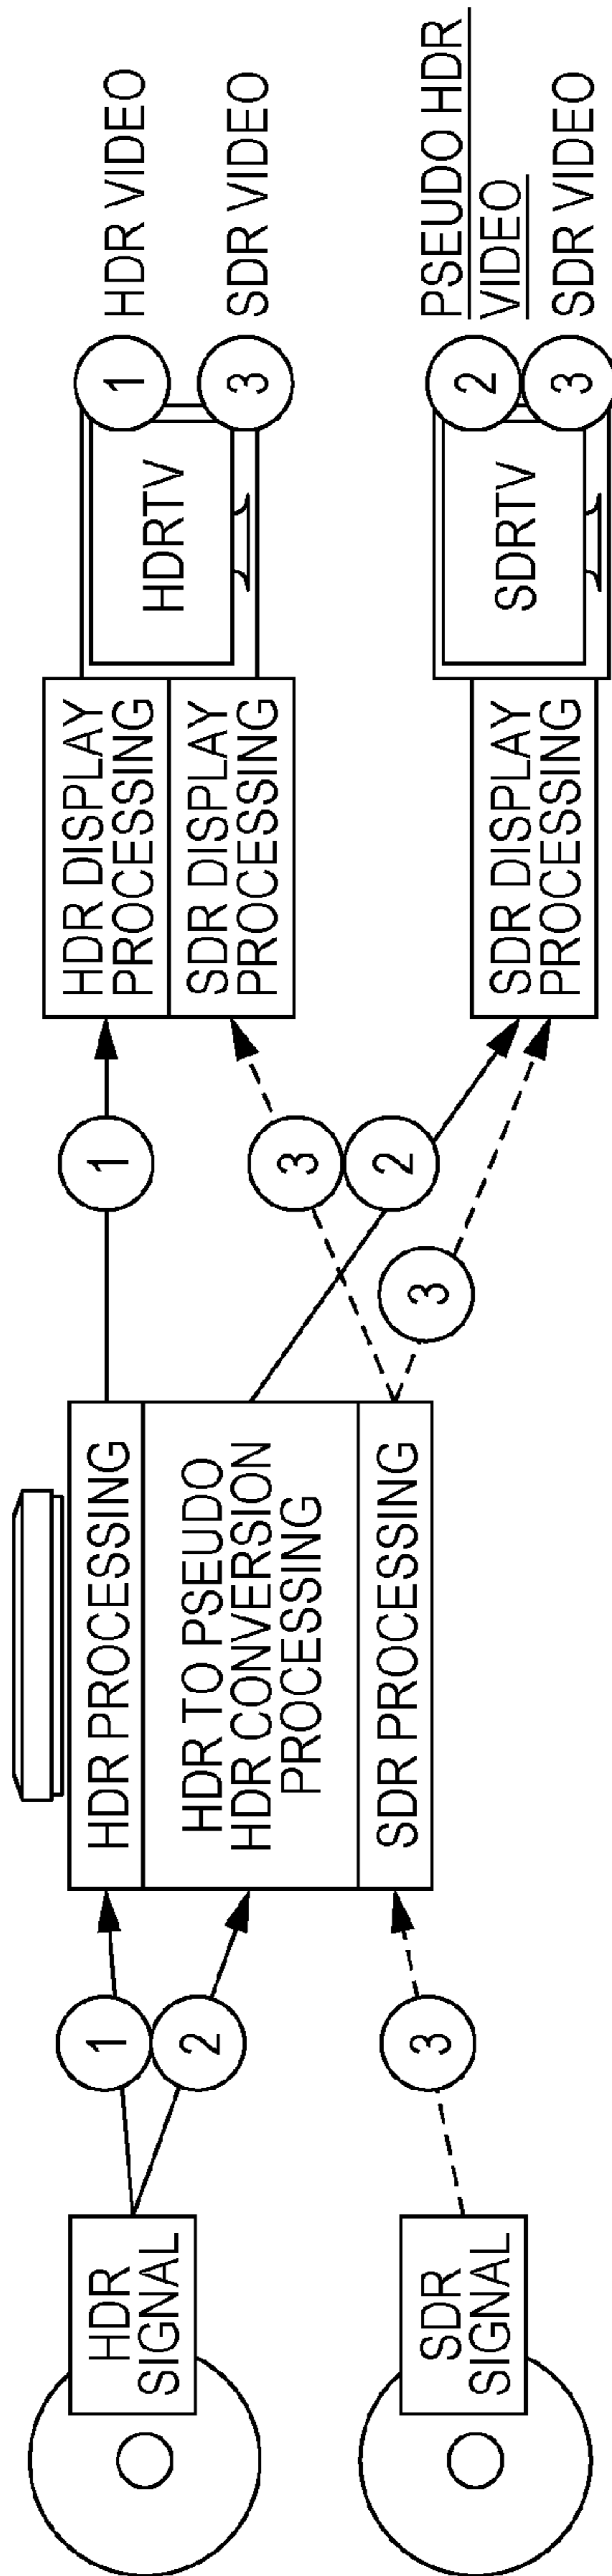 HDR
SIGNAL
SDR
SIGNAL
1
2
3
HDR PROCESSING
HDR TO PSEUDO
HDR CONVERSION
PROCESSING
SDR PROCESSING
1
3
2
3
HDR DISPLAY
PROCESSING
SDR DISPLAY
PROCESSING
SDR DISPLAY
PROCESSING
HDRTV
SDRTV
1
HDR VIDEO
3
SDR VIDEO
2
PSEUDO HDR
VIDEO
3
SDR VIDEO